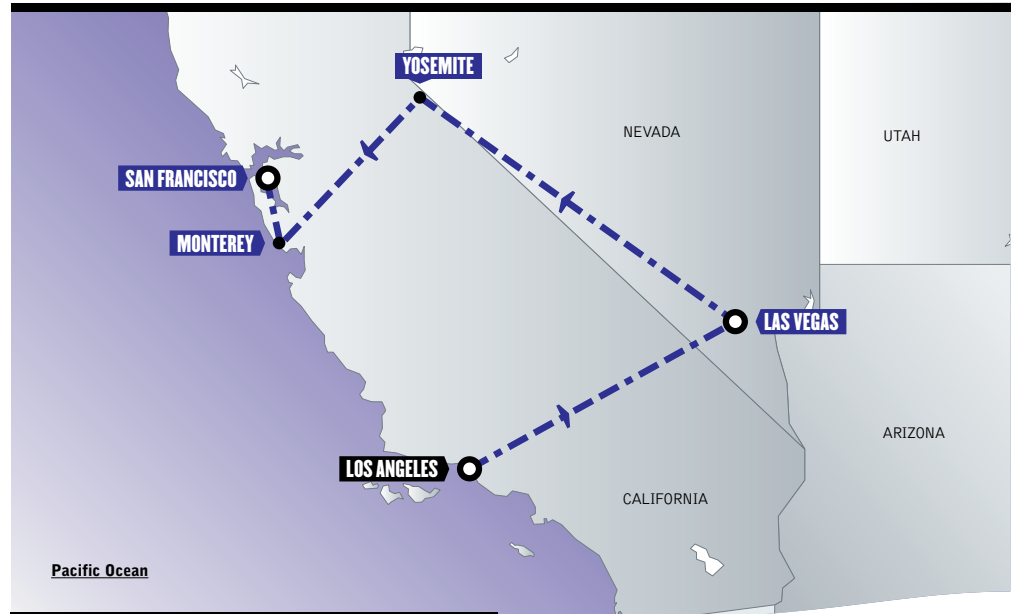 YOSEMITE
NEVADA
UTAH
SAN FRANCISCO
MONTEREY
LAS VEGAS
ARIZONA
LOS ANGELES
CALIFORNIA
Pacific Ocean